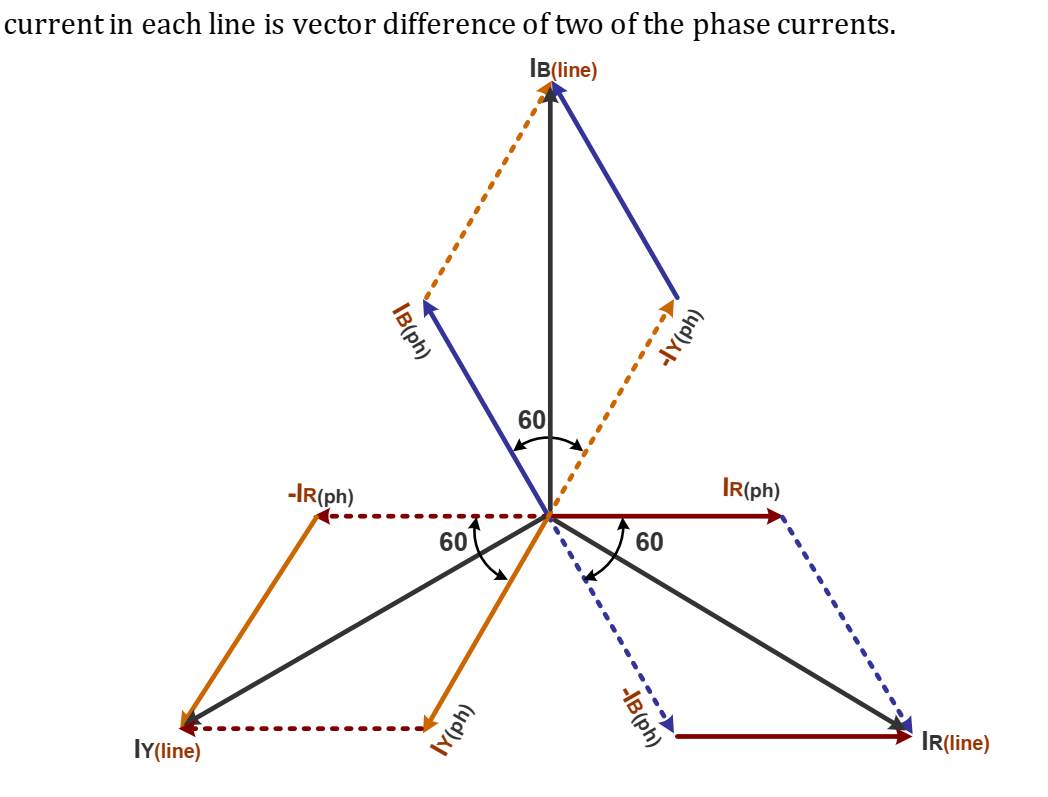 current in each line is vector difference of two of the phase currents.
IB(line)
IB(ph)
-IY(ph)
60
-IR(ph)
IR(ph)
60
60
-IB(ph)
IY(ph)
IY(line)
IR(line)